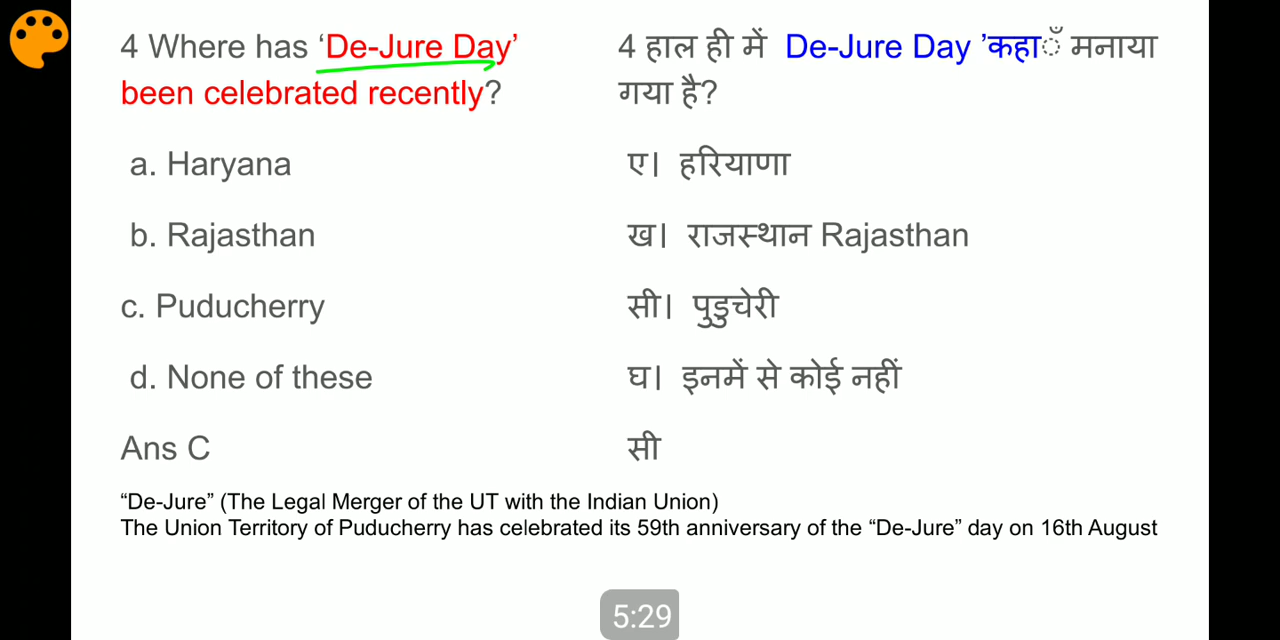 4 Where has ‘De-Jure Day’
been celebrated recently?
a. Haryana
b. Rajasthan
c. Puducherry
d. None of these
Ans C
4 हाल ही में De-Jure Day ’कहाँ मनाया
गया है?
ए। हरियाणा
ख। राजस्थान Rajasthan
सी। पुडुचेरी
घ। इनमें से कोई नहीं
सी
“De-Jure” (The Legal Merger of the UT with the Indian Union)
The Union Territory of Puducherry has celebrated its 59th anniversary of the “De-Jure” day on 16th August
5:29